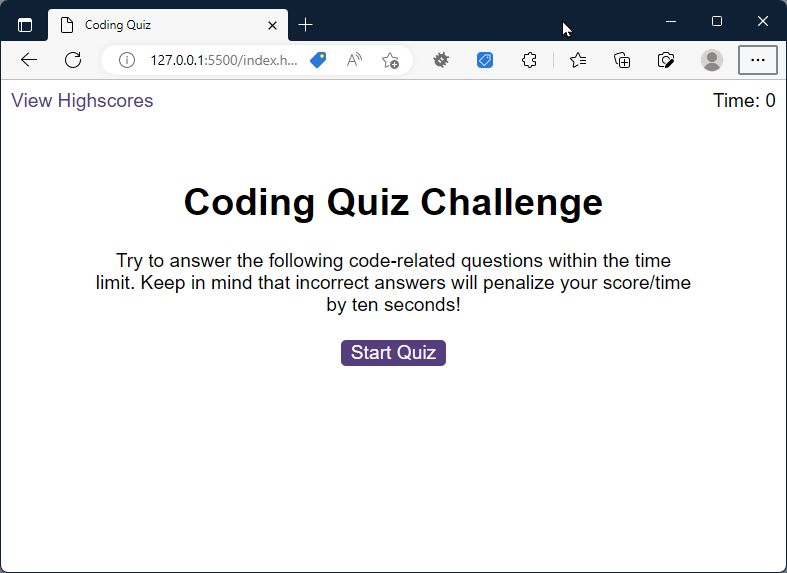 Coding Quiz
127.0.0.1:5500/index.h...
View Highscores
Time: 0
Coding Quiz Challenge
Try to answer the following code-related questions within the time
limit. Keep in mind that incorrect answers will penalize your score/time
by ten seconds!
Start Quiz